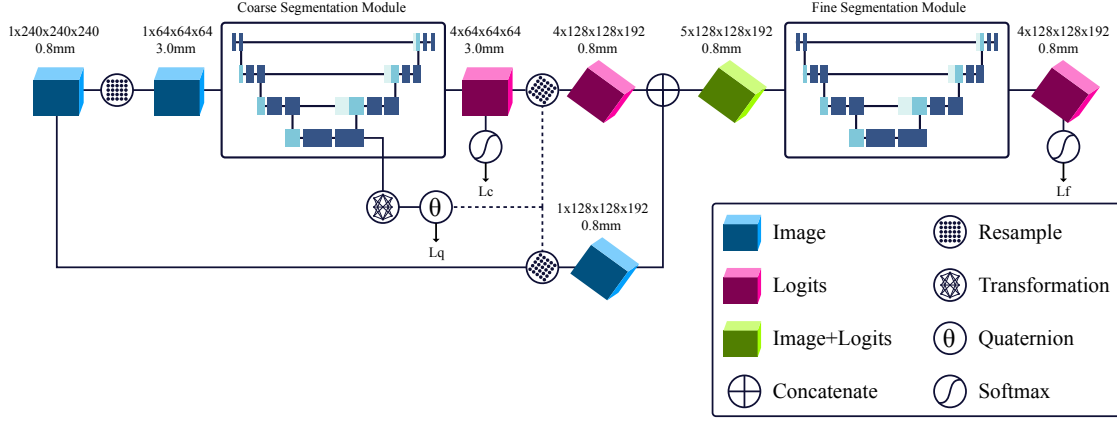 Coarse Segmentation Module
Fine Segmentation Module
1x240x240x240
0.8mm
1x64x64x64
3.0mm
4x64x64x64
3.0mm
4x128x128x192
0.8mm
5x128x128x192
0.8mm
4x128x128x192
0.8mm
Lc
Lf
θ
Lq
1x128x128x192
0.8mm
Image
Resample
Logits
Transformation
Image+Logits
θ
Quaternion
Concatenate
Softmax